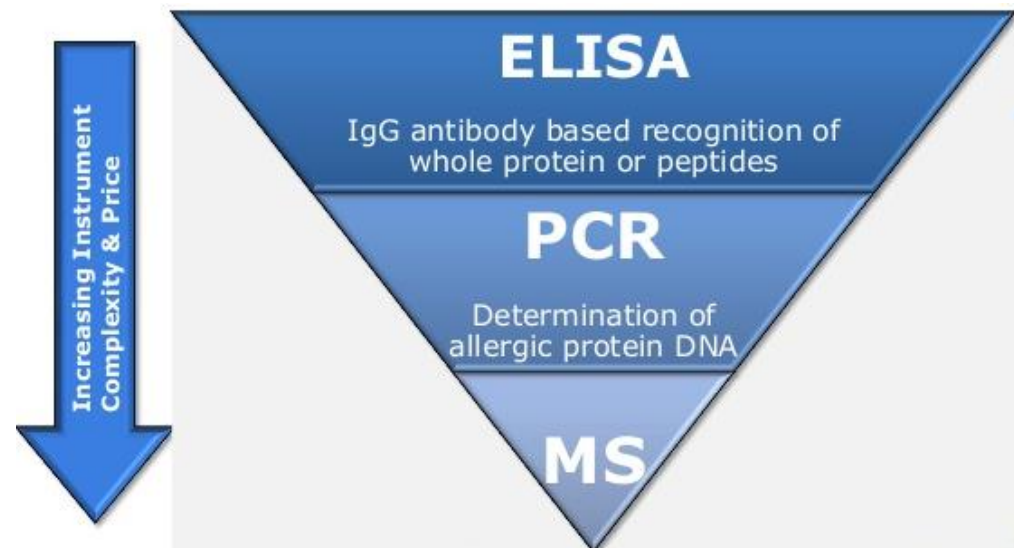 Increasing Instrument
Complexity & Price
ELISA
IgG antibody based recognition of
whole protein or peptides
PCR
Determination of
allergic protein DNA
MS